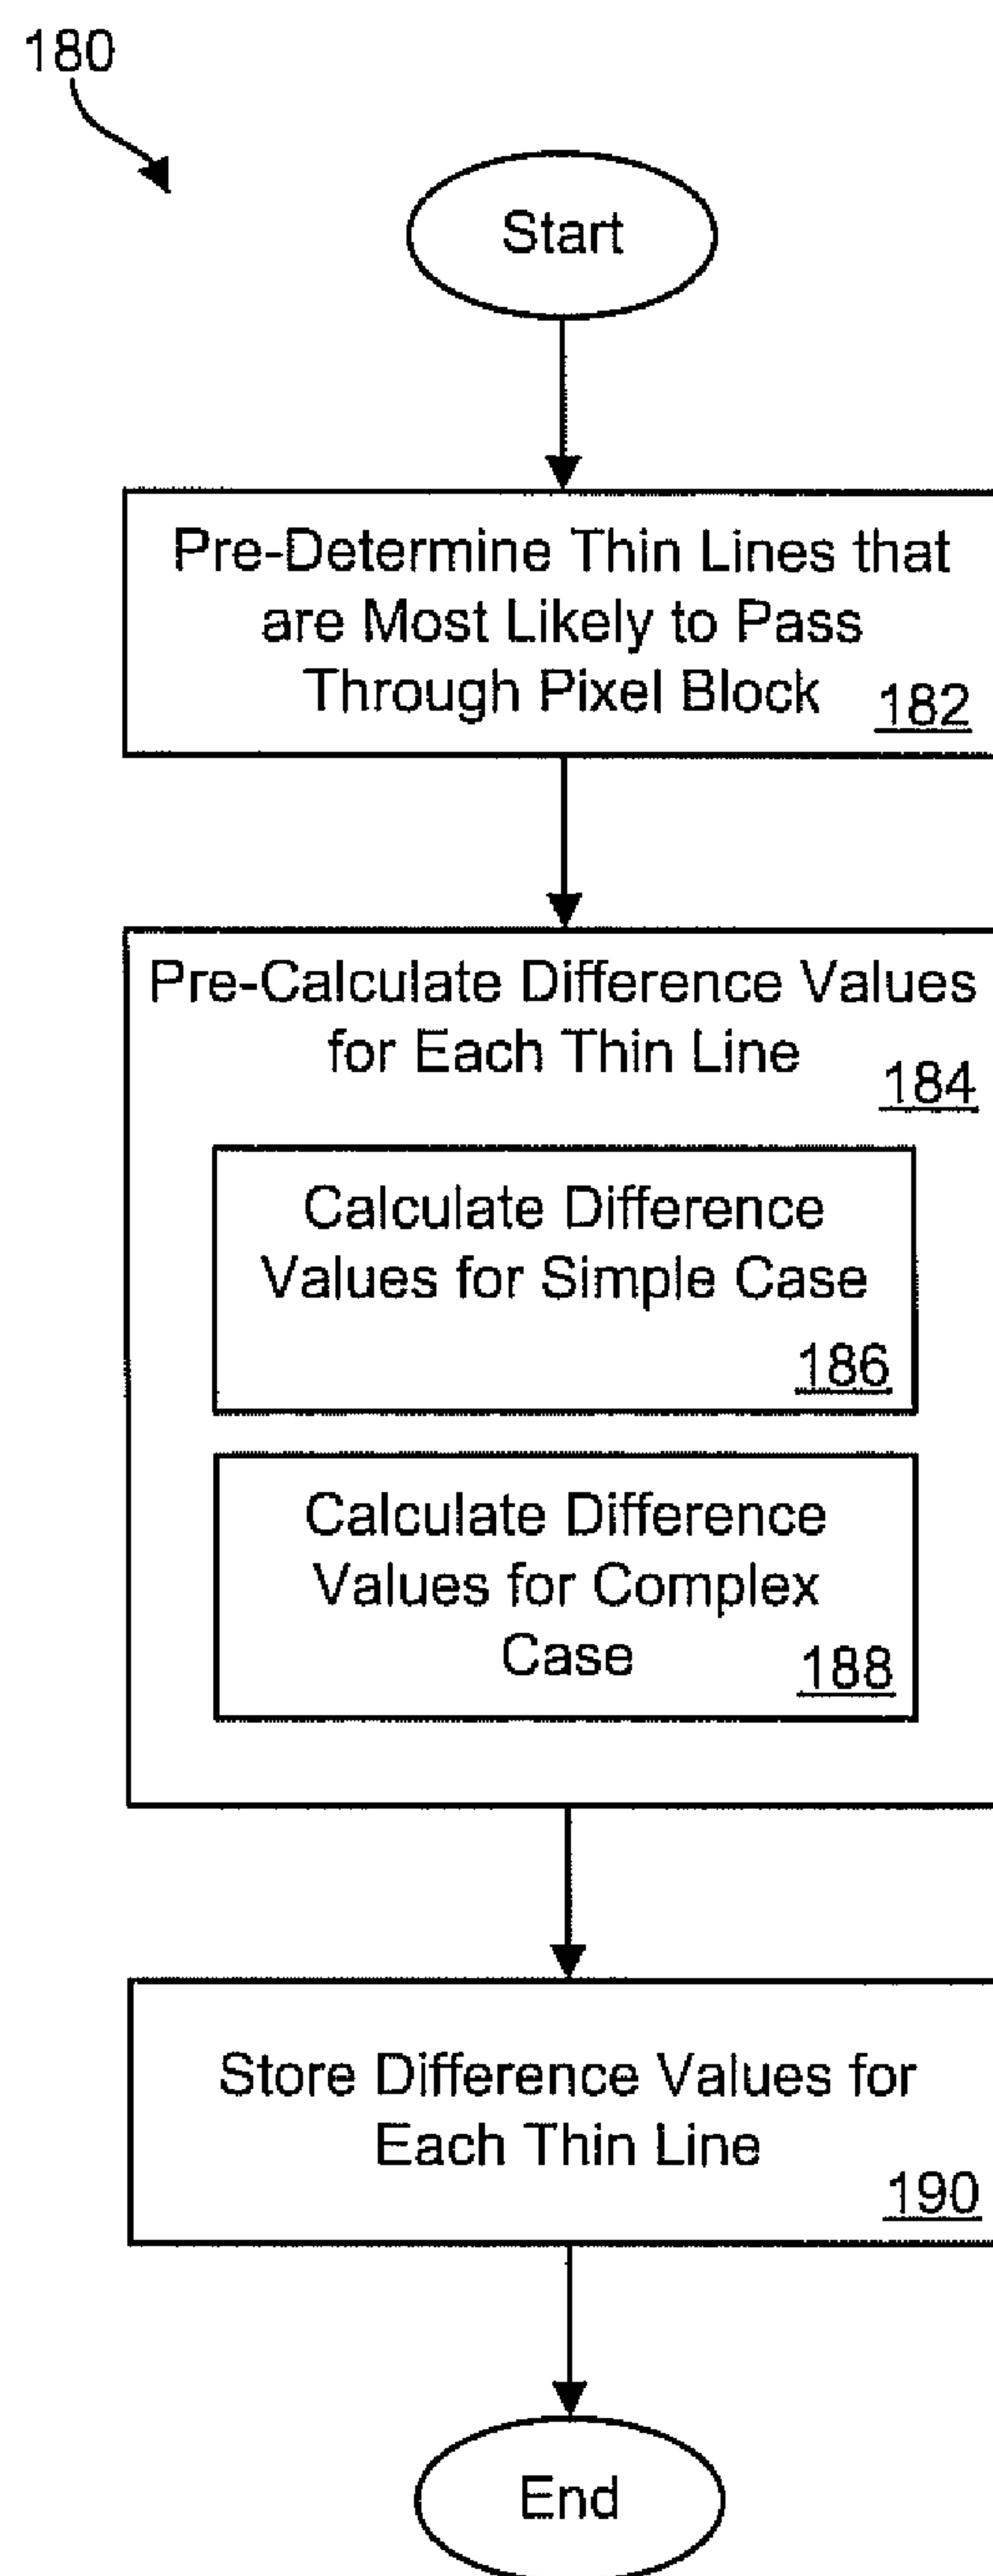 180
Start
Pre-Determine Thin Lines that
are Most Likely to Pass
Through Pixel Block 182
Pre-Calculate Difference Values
for Each Thin Line
184
Calculate Difference
Values for Simple Case
186
Calculate Difference
Values for Complex
Case 188
Store Difference Values for
Each Thin Line
190
End